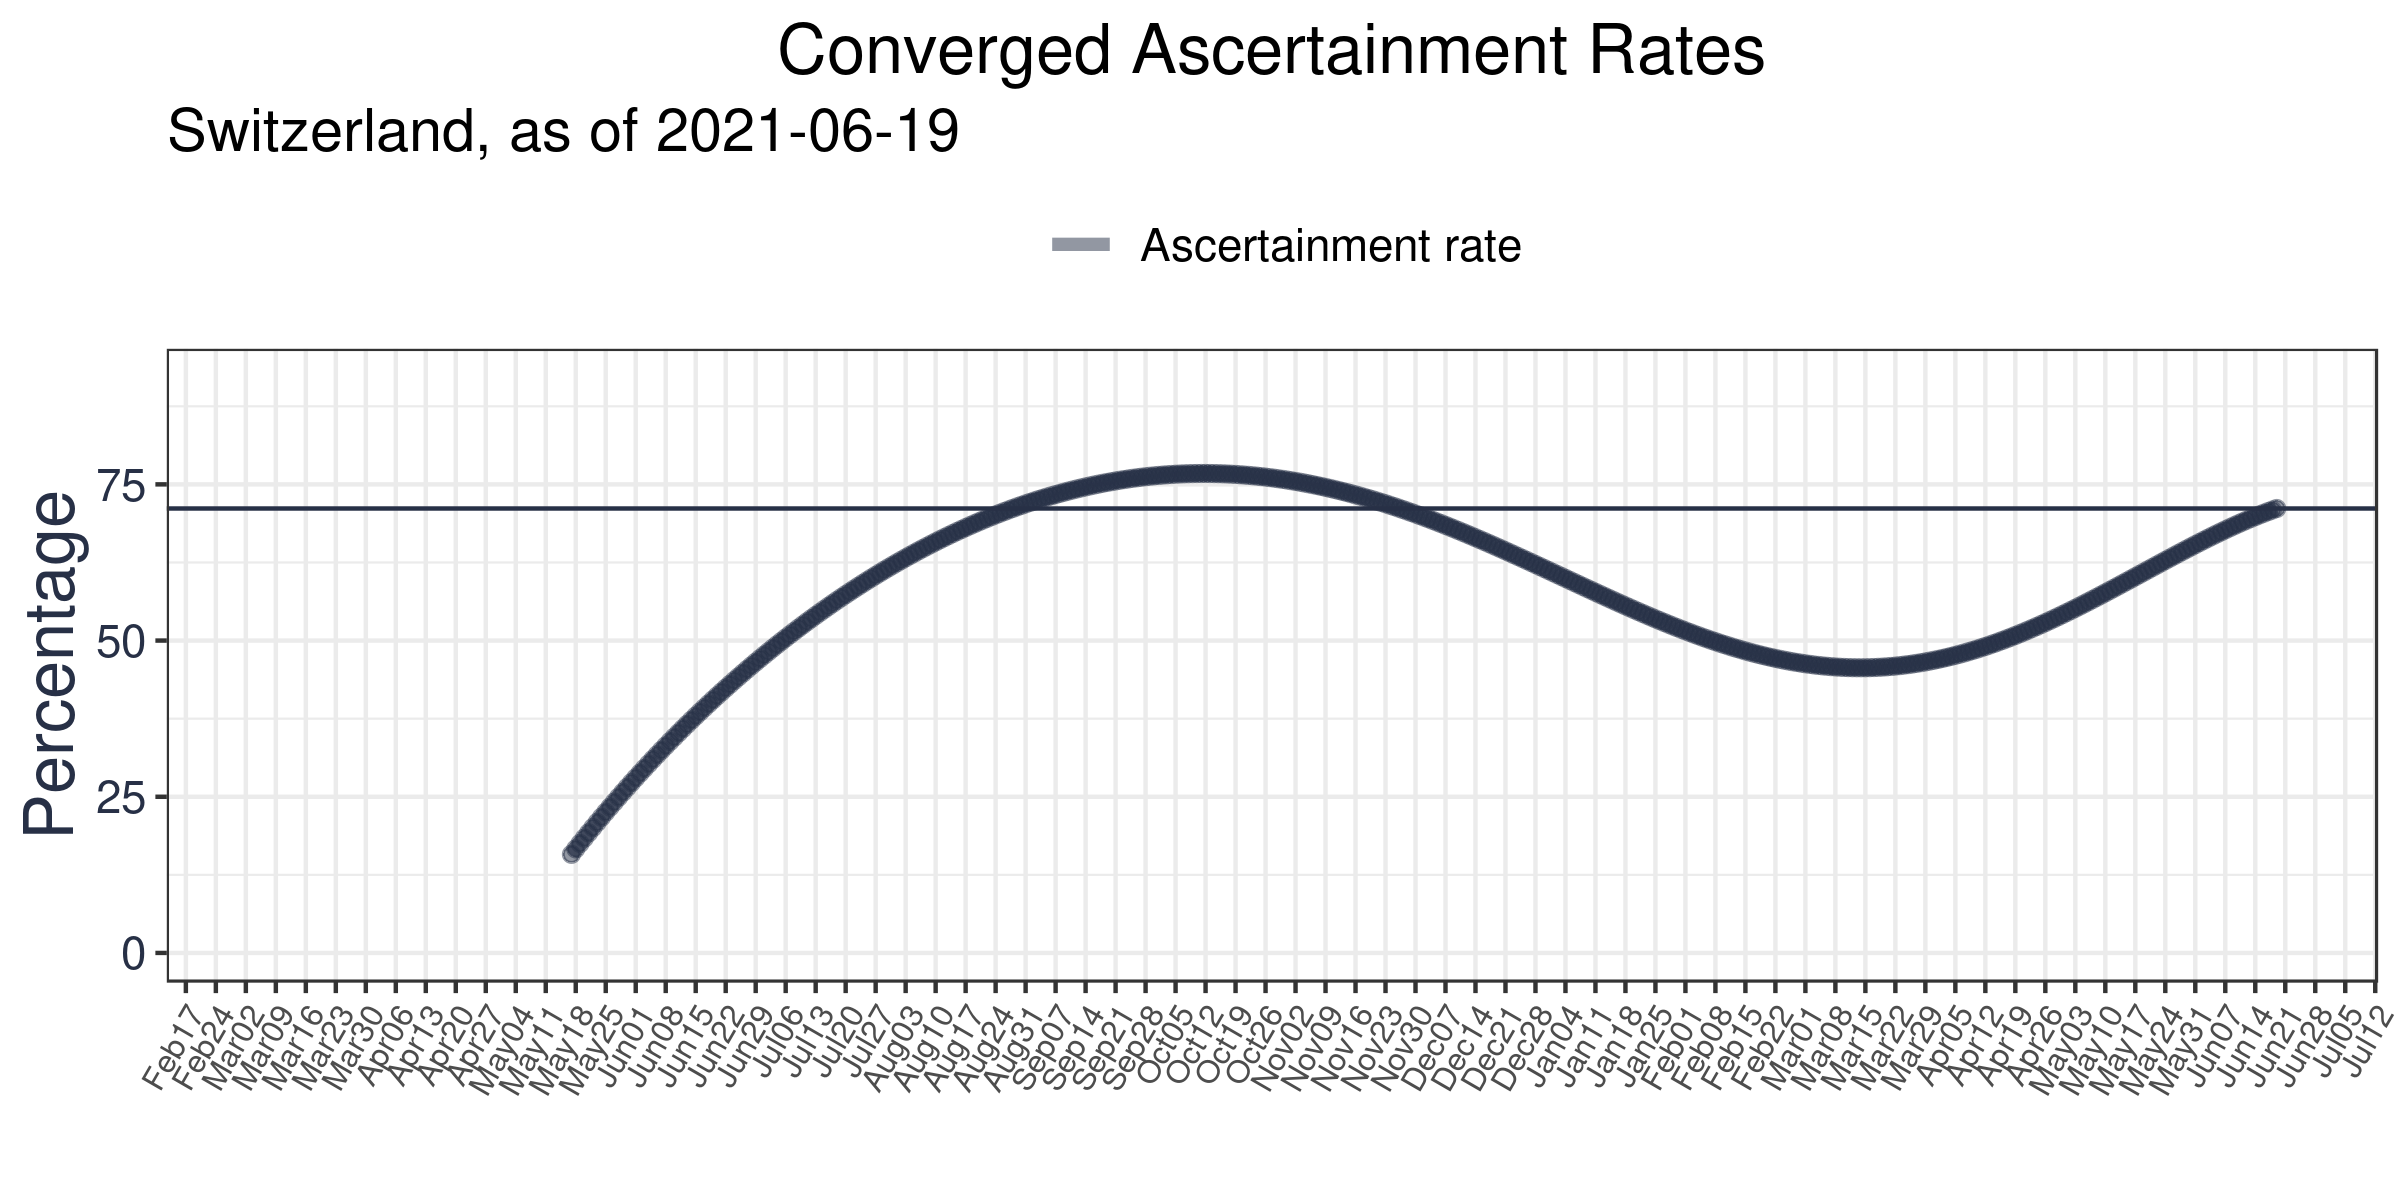 Converged Ascertainment Rates
Switzerland, as of 2021-06-19
Ascertainment rate
Percentage
75
50
25
0
Feb17
Feb24
Mar02
Mar09
Mar16
Mar23
Mar30
Apr06
Apr13
Apr20
Apr27
May04
May11
May18
May25
Jun01
Jun08
Jun15
Jun22
Jun29
Jul06
Jul13
Jul20
Jul27
Aug03
Aug10
Aug17
Aug24
Aug31
Sep07
Sep14
Sep21
Sep28
Oct05
Oct12
Oct19
Oct26
Nov02
Nov09
Nov16
Nov23
Nov30
Dec07
Dec14
Dec21
Dec28
Jan04
Jan11
Jan18
Jan25
Feb01
Feb08
Feb15
Feb22
Mar01
Mar08
Mar15
Mar22
Mar29
Apr05
Apr12
Apr19
Apr26
May03
May10
May17
May24
May31
Jun07
Jun14
Jun21
Jun28
Jul05
Jul12